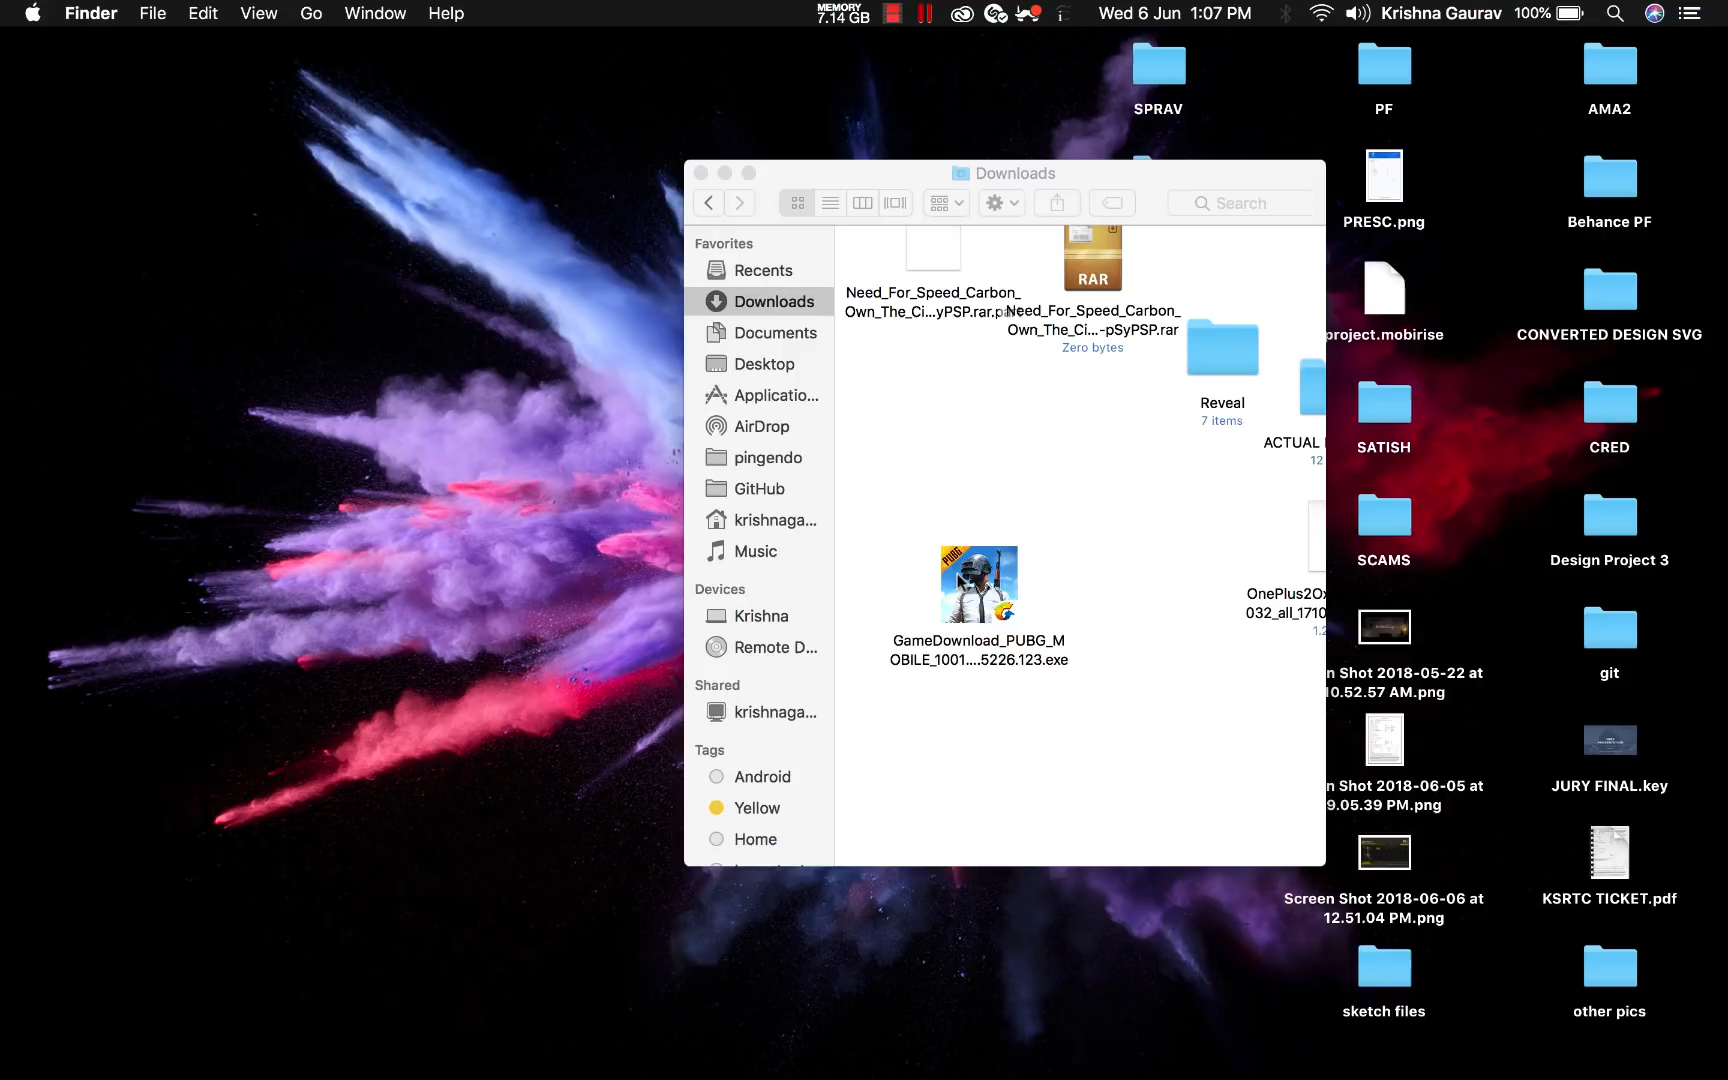 Finder File Edit View Go Window Help
MEMORY
7.14 GB
Wed 6 Jun 1:07 PM
Krishna Gaurav
100%
SPRAV
PF
AMA2
Downloads
Search
PRESC.png
Behance PF
Favorites
Recents
Downloads
Documents
Desktop
Applicatio...
AirDrop
pingendo
GitHub
krishnaga...
Music
Devices
Krishna
Remote D...
Shared
krishnaga...
Tags
Android
Yellow
Home
Need_For_Speed_Carbon_
Own_The_Ci...yPSP.rar.p
RAR
Need_For_Speed_Carbon_
Own_The_Ci...-pSyPSP.rar
Zero bytes
Reveal
7 items
ACTUAL
12
PUBG
GameDownload_PUBG_M
OBILE_1001....5226.123.exe
OnePlus2Ox
032_all_1710
1.2
project.mobirise
CONVERTED DESIGN SVG
SATISH
CRED
SCAMS
Design Project 3
n Shot 2018-05-22 at
10.52.57 AM.png
git
n Shot 2018-06-05 at
9.05.39 PM.png
JURY FINAL.key
Screen Shot 2018-06-06 at
12.51.04 PM.png
KSRTC TICKET.pdf
sketch files
other pics